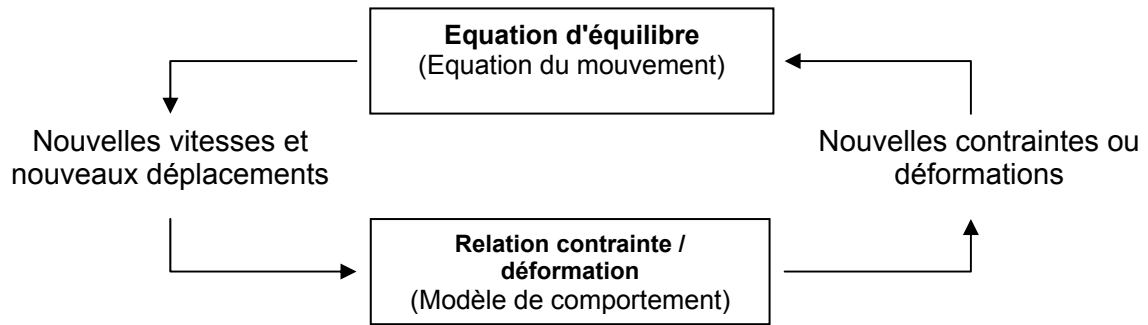 Equation d'équilibre
(Equation du mouvement)
Nouvelles vitesses et
nouveaux déplacements
Nouvelles contraintes ou
déformations
Relation contrainte /
déformation
(Modèle de comportement)